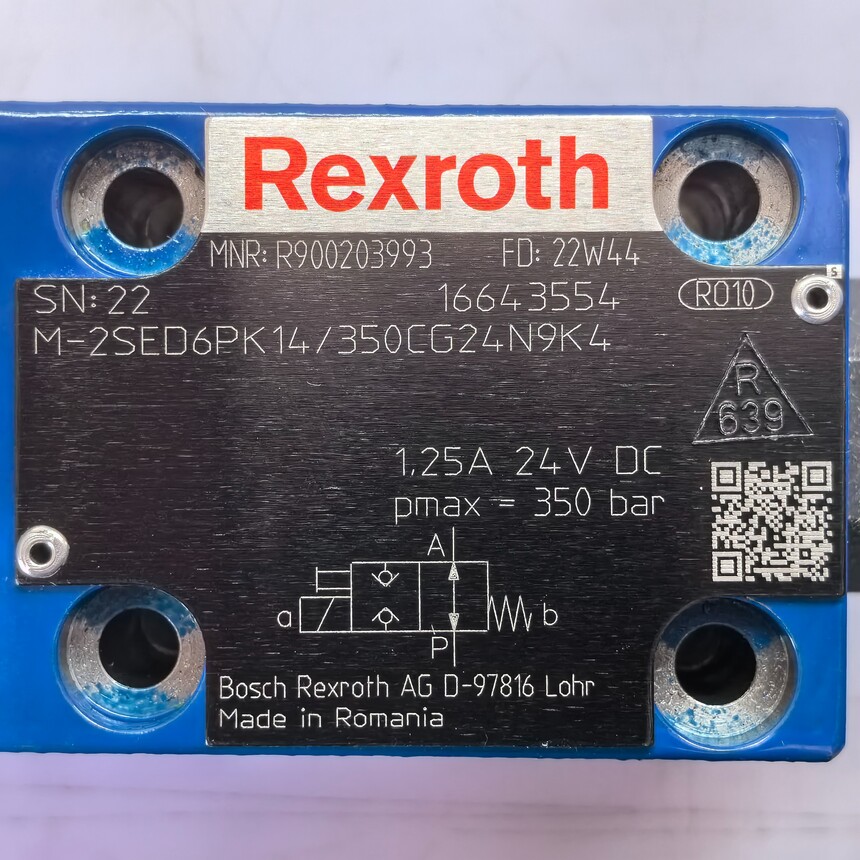 Rexroth
MNR: R900203993 FD: 22W44
SN: 22 16643554 R010
M-2SED6PK14/350CG24N9K4
R
639
1,25A 24V DC
pmax = 350 bar
A
a b
P
Bosch Rexroth AG D-97816 Lohr
Made in Romania
S